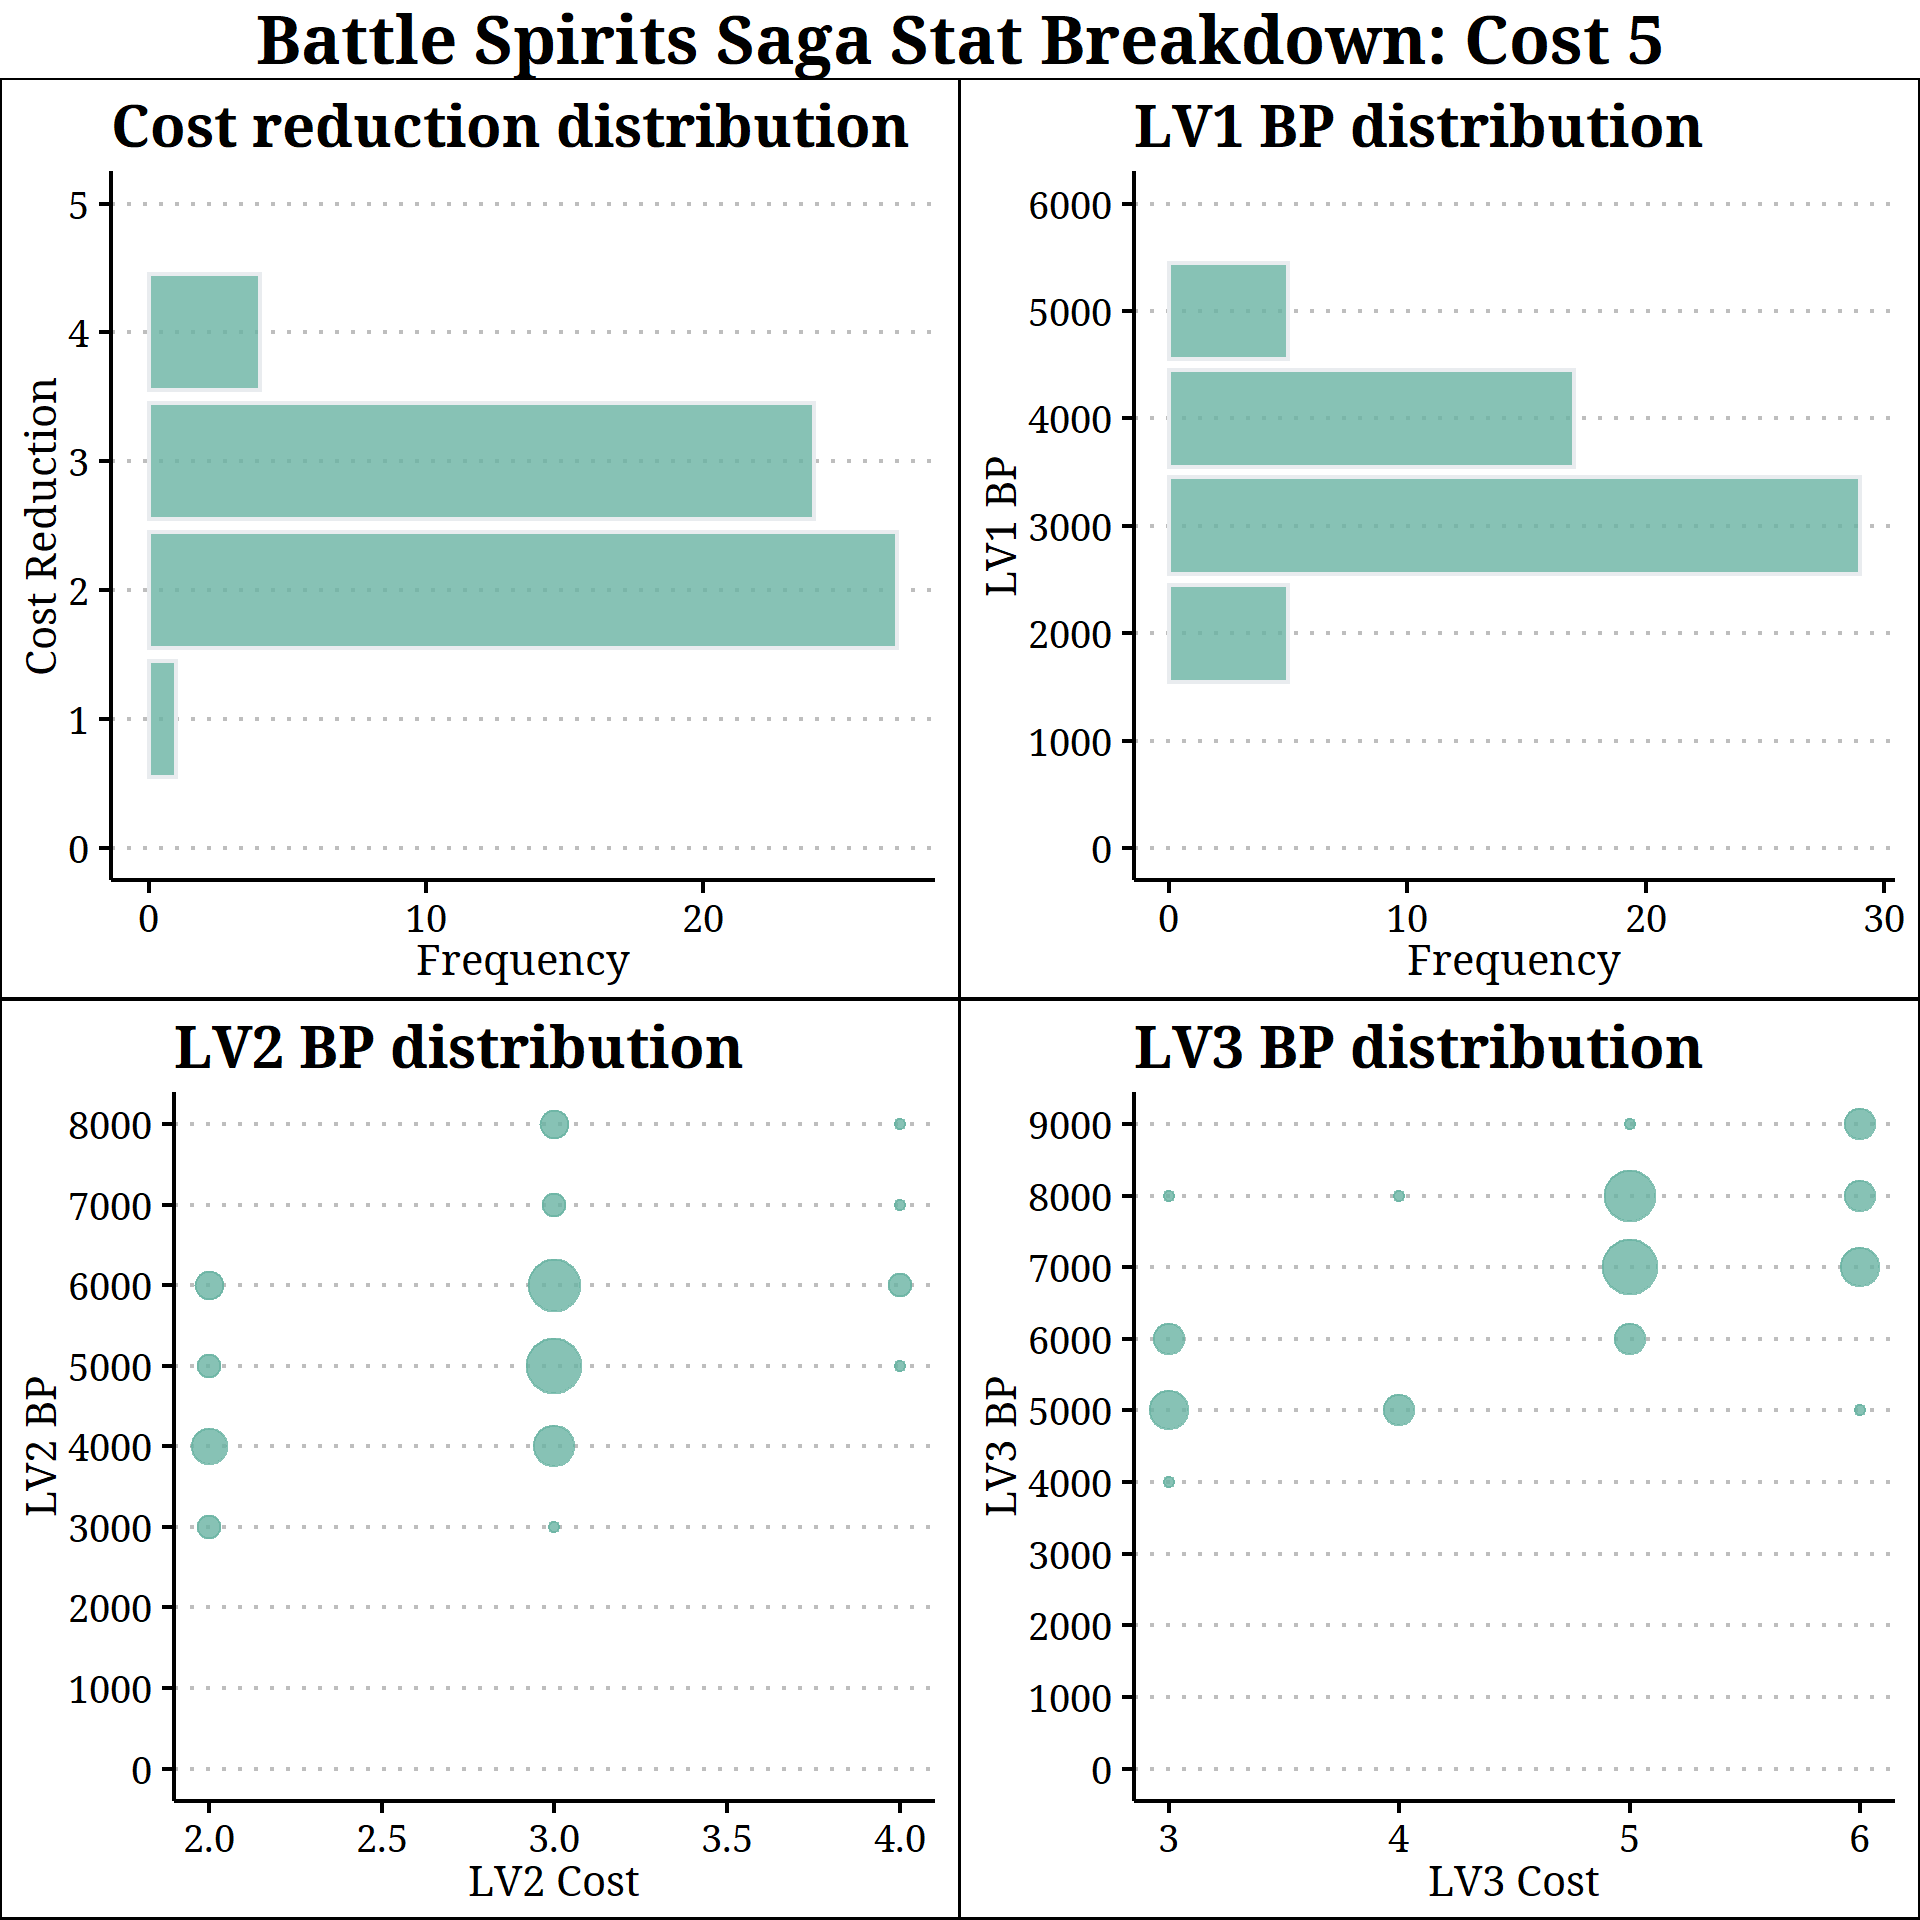 Battle Spirits Saga Stat Breakdown: Cost 5
Cost reduction distribution
5
4
3
2
1
0
Cost Reduction
0 10 20
Frequency
LV1 BP distribution
6000
5000
4000
3000
2000
1000
0
LV1 BP
0 10 20 30
Frequency
LV2 BP distribution
8000
7000
6000
5000
4000
3000
2000
1000
0
LV2 BP
2.0 2.5 3.0 3.5 4.0
LV2 Cost
LV3 BP distribution
9000
8000
7000
6000
5000
4000
3000
2000
1000
0
LV3 BP
3 4 5 6
LV3 Cost